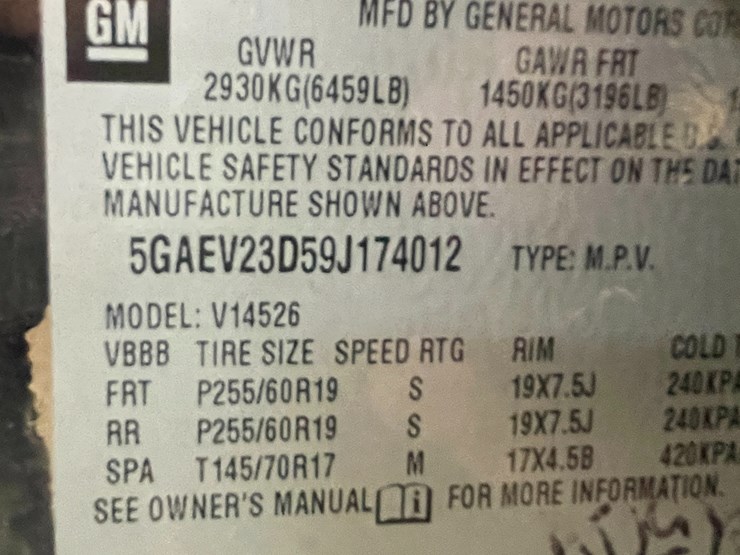 GM
MFD BY GENERAL MOTORS COR
GVWR GAWR FRT
2930KG(6459LB) 1450KG(3196LB)
THIS VEHICLE CONFORMS TO ALL APPLICABLE U.S.
VEHICLE SAFETY STANDARDS IN EFFECT ON THE DAT
MANUFACTURE SHOWN ABOVE.
5GAEV23D59J174012 TYPE: M.P.V.
MODEL: V14526
VBBB TIRE SIZE SPEED RTG RIM COLD T
FRT P255/60R19 S 19X7.5J 240KPA
RR P255/60R19 S 19X7.5J 240KPA
SPA T145/70R17 M 17X4.5B 420KPA
SEE OWNER'S MANUAL i FOR MORE INFORMATION.